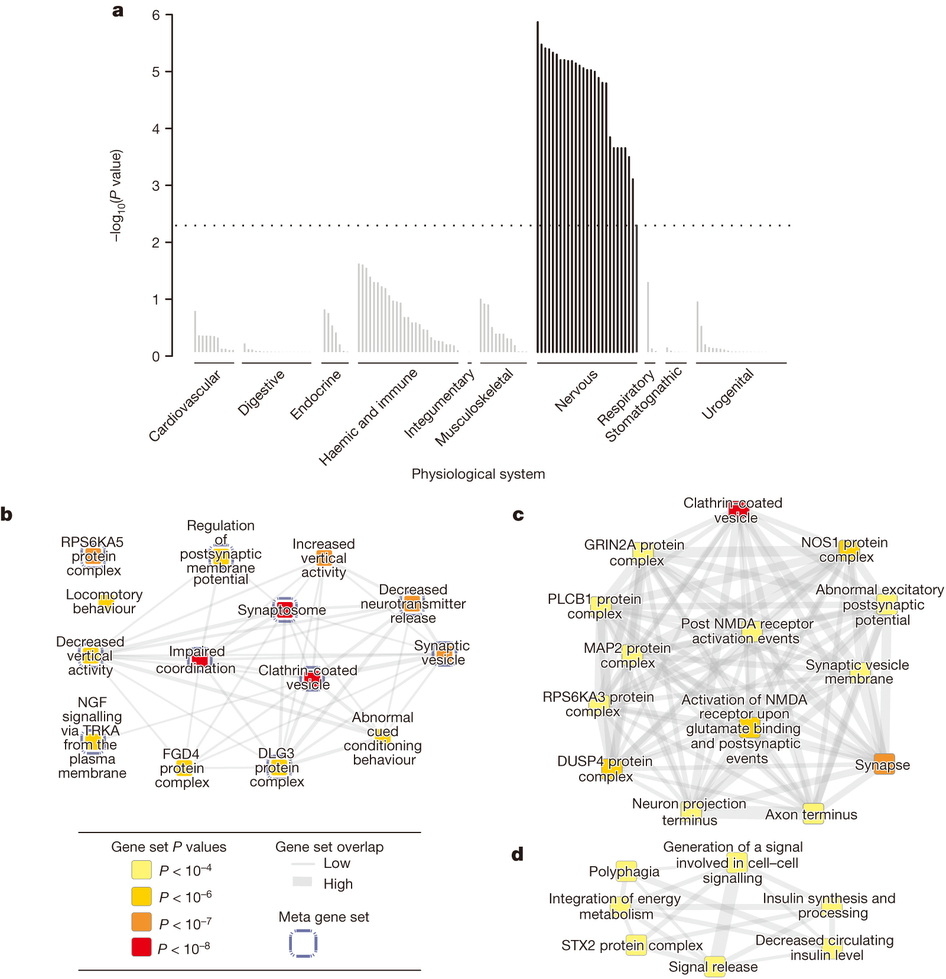 a
6
5
4
3
2
1
0
–log10(P value)
Cardiovascular
Digestive
Endocrine
Haemic and immune
Integumentary
Musculoskeletal
Nervous
Respiratory
Stomatognathic
Urogenital
Physiological system
b
RPS6KA5
protein
complex
Regulation
of
postsynaptic
membrane
potential
Increased
vertical
activity
Locomotory
behaviour
Synaptosome
Decreased
neurotransmitter
release
Decreased
vertical
activity
Impaired
coordination
Clathrin-coated
vesicle
Synaptic
vesicle
NGF
signalling
via TRKA
from the
plasma
membrane
FGD4
protein
complex
DLG3
protein
complex
Abnormal
cued
conditioning
behaviour
Gene set P values
P < 10–4
P < 10–6
P < 10–7
P < 10–8
Gene set overlap
Low
High
Meta gene set
c
Clathrin-coated
vesicle
GRIN2A protein
complex
NOS1 protein
complex
PLCB1 protein
complex
Abnormal excitatory
postsynaptic
potential
Post NMDA receptor
activation events
MAP2 protein
complex
Synaptic vesicle
membrane
RPS6KA3 protein
complex
Activation of NMDA
receptor upon
glutamate binding
and postsynaptic
events
DUSP4 protein
complex
Synapse
Neuron projection
terminus
Axon terminus
d
Generation of a signal
involved in cell–cell
signalling
Polyphagia
Integration of energy
metabolism
Insulin synthesis and
processing
STX2 protein complex
Decreased circulating
insulin level
Signal release